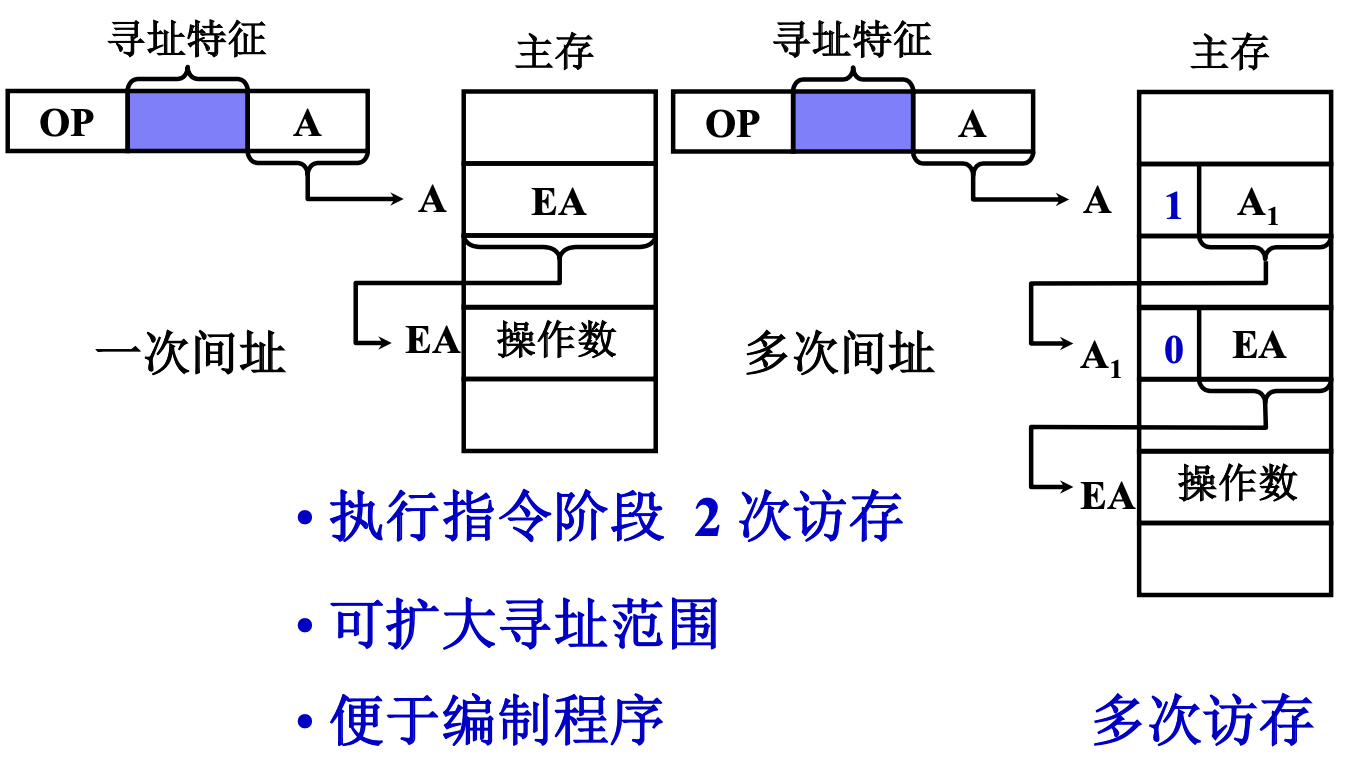 寻址特征
主存
OP
A
A
EA
EA
操作数
一次间址
寻址特征
主存
OP
A
A
1
A₁
A₁
0
EA
EA
操作数
多次间址
• 执行指令阶段 2 次访存
• 可扩大寻址范围
• 便于编制程序
多次访存